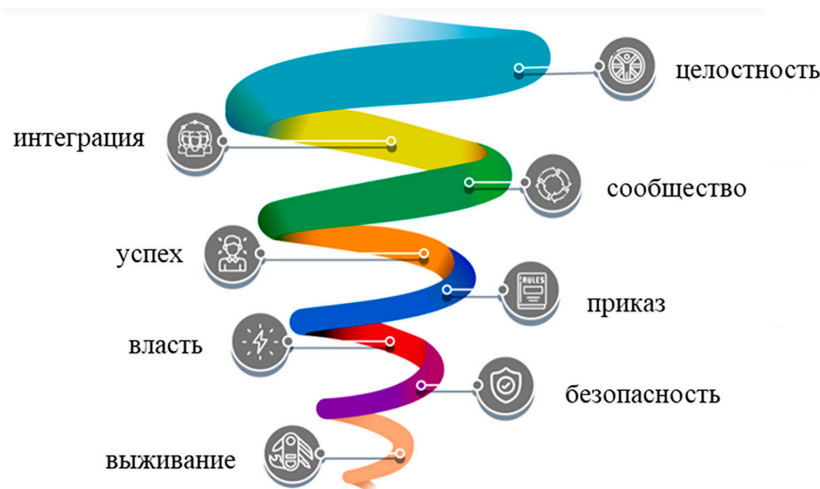 целостность
интеграция
сообщество
успех
RULES
приказ
власть
безопасность
выживание